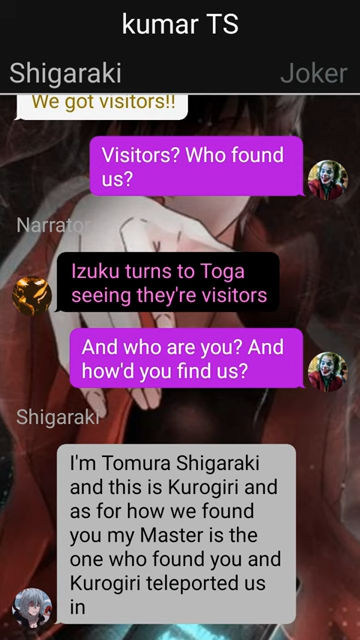 kumar TS
Shigaraki
Joker
We got visitors!!
Visitors? Who found
us?
Narrator
Izuku turns to Toga
seeing they're visitors
And who are you? And
how'd you find us?
Shigaraki
I'm Tomura Shigaraki
and this is Kurogiri and
as for how we found
you my Master is the
one who found you and
Kurogiri teleported us
in